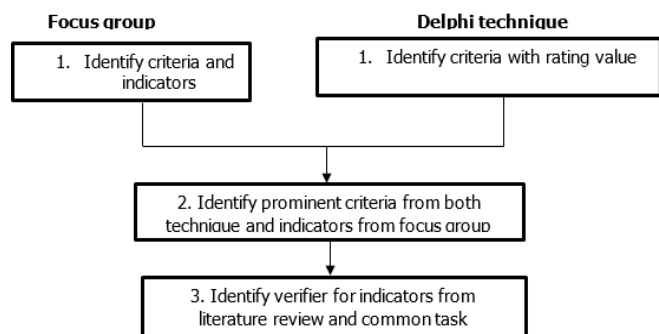 Focus group
Delphi technique
1. Identify criteria and
indicators
1. Identify criteria with rating value
2. Identify prominent criteria from both
technique and indicators from focus group
3. Identify verifier for indicators from
literature review and common task